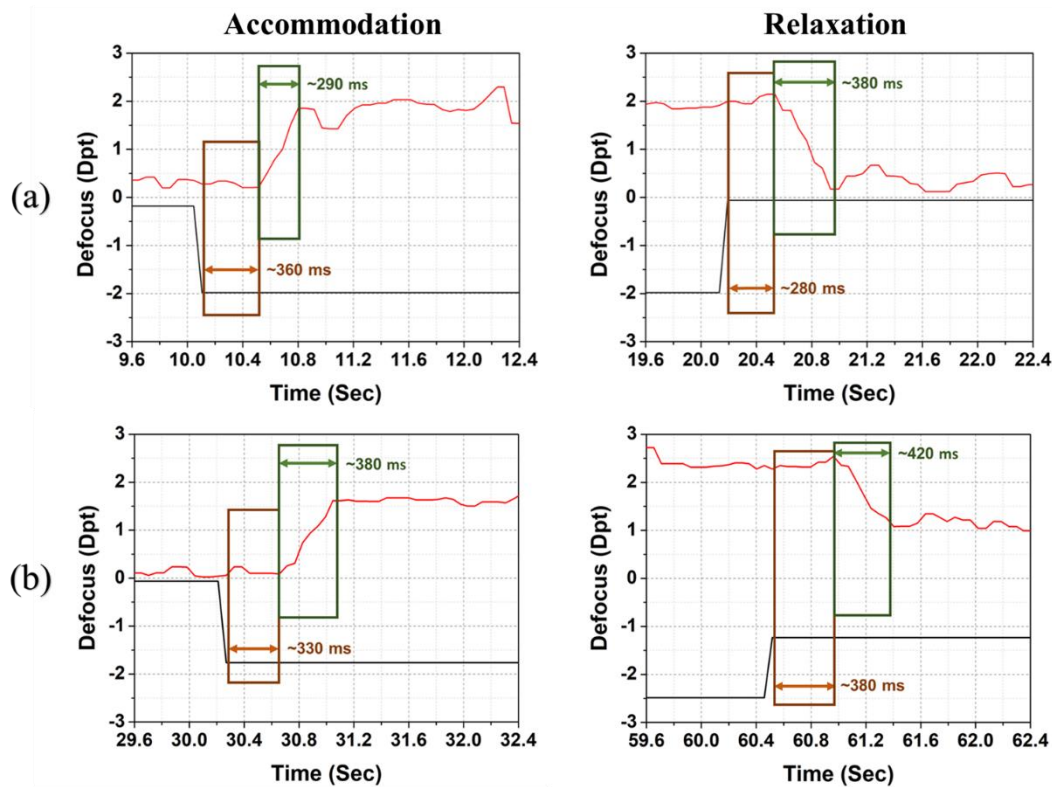 Accommodation
Relaxation
(a)
Defocus (Dpt)
3
2
1
0
-1
-2
-3
~290 ms
~360 ms
9.6 10.0 10.4 10.8 11.2 11.6 12.0 12.4
Time (Sec)
Defocus (Dpt)
3
2
1
0
-1
-2
-3
~380 ms
~280 ms
19.6 20.0 20.4 20.8 21.2 21.6 22.0 22.4
Time (Sec)
(b)
Defocus (Dpt)
3
2
1
0
-1
-2
-3
~380 ms
~330 ms
29.6 30.0 30.4 30.8 31.2 31.6 32.0 32.4
Time (Sec)
Defocus (Dpt)
3
2
1
0
-1
-2
-3
~420 ms
~380 ms
59.6 60.0 60.4 60.8 61.2 61.6 62.0 62.4
Time (Sec)